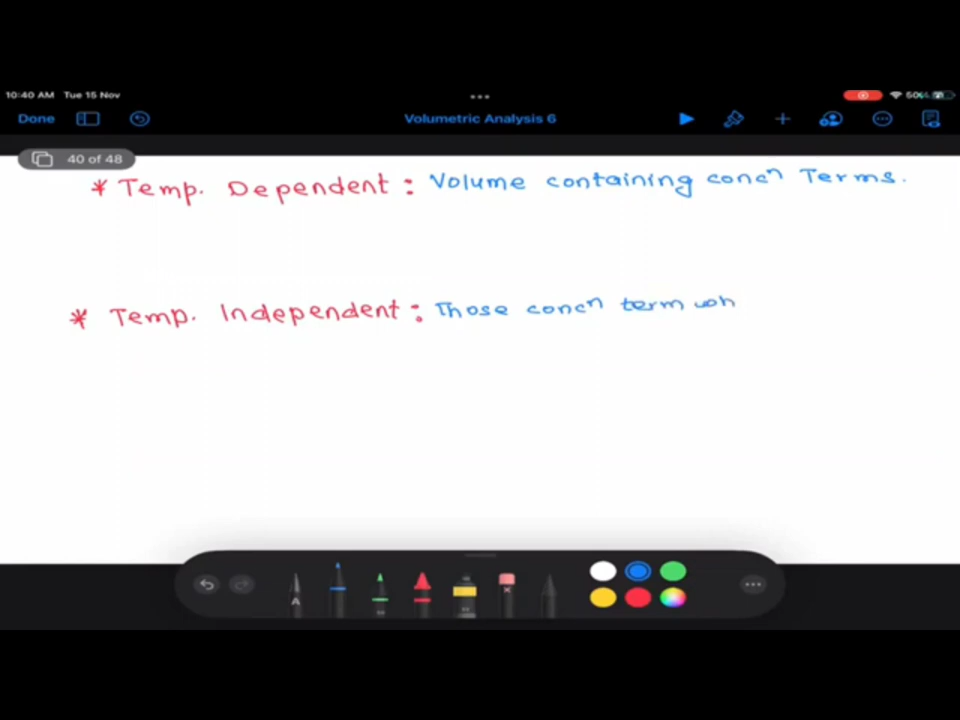 10:40 AM Tue 15 Nov
50%
Done
Volumetric Analysis 6
40 of 48
* Temp. Dependent : Volume containing concn Terms.
* Temp. Independent : Those concn term wh
A